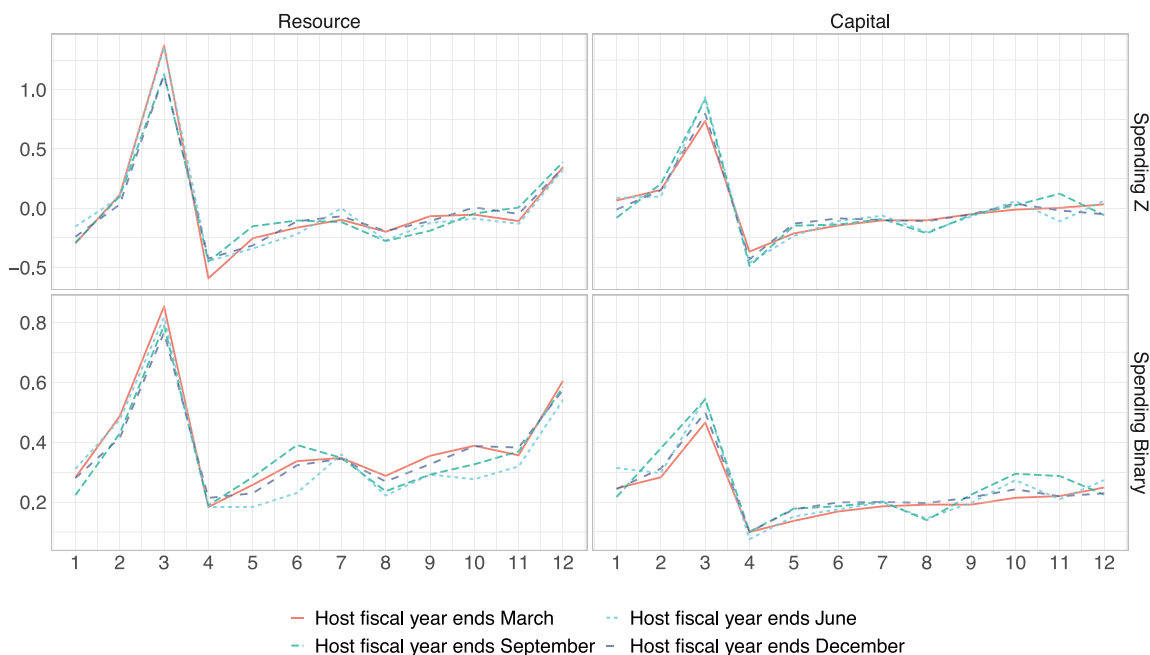 Resource Capital
1.0
0.5
0.0
−0.5
Spending Z
0.8
0.6
0.4
0.2
Spending Binary
1 2 3 4 5 6 7 8 9 10 11 12 1 2 3 4 5 6 7 8 9 10 11 12
Host fiscal year ends March Host fiscal year ends June
Host fiscal year ends September Host fiscal year ends December